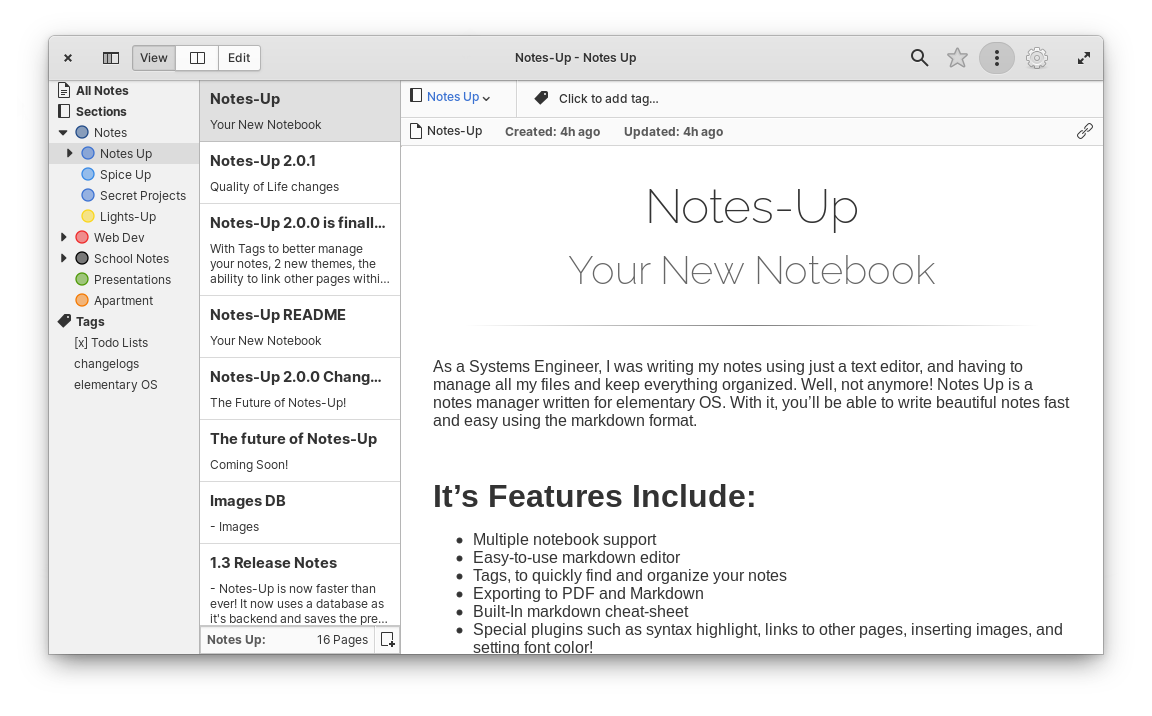 View
Edit
Notes-Up - Notes Up
All Notes
Sections
Notes
Notes Up
Spice Up
Secret Projects
Lights-Up
Web Dev
School Notes
Presentations
Apartment
Tags
[x] Todo Lists
changelogs
elementary OS
Notes-Up
Your New Notebook
Notes-Up 2.0.1
Quality of Life changes
Notes-Up 2.0.0 is finall...
With Tags to better manage
your notes, 2 new themes, the
ability to link other pages withi...
Notes-Up README
Your New Notebook
Notes-Up 2.0.0 Chang...
The Future of Notes-Up!
The future of Notes-Up
Coming Soon!
Images DB
- Images
1.3 Release Notes
- Notes-Up is now faster than
ever! It now uses a database as
it's backend and saves the pre...
Notes Up:
16 Pages
Notes Up
Click to add tag...
Notes-Up
Created: 4h ago
Updated: 4h ago
Notes-Up
Your New Notebook
As a Systems Engineer, I was writing my notes using just a text editor, and having to
manage all my files and keep everything organized. Well, not anymore! Notes Up is a
notes manager written for elementary OS. With it, you’ll be able to write beautiful notes fast
and easy using the markdown format.
It’s Features Include:
• Multiple notebook support
• Easy-to-use markdown editor
• Tags, to quickly find and organize your notes
• Exporting to PDF and Markdown
• Built-In markdown cheat-sheet
• Special plugins such as syntax highlight, links to other pages, inserting images, and
setting font color!